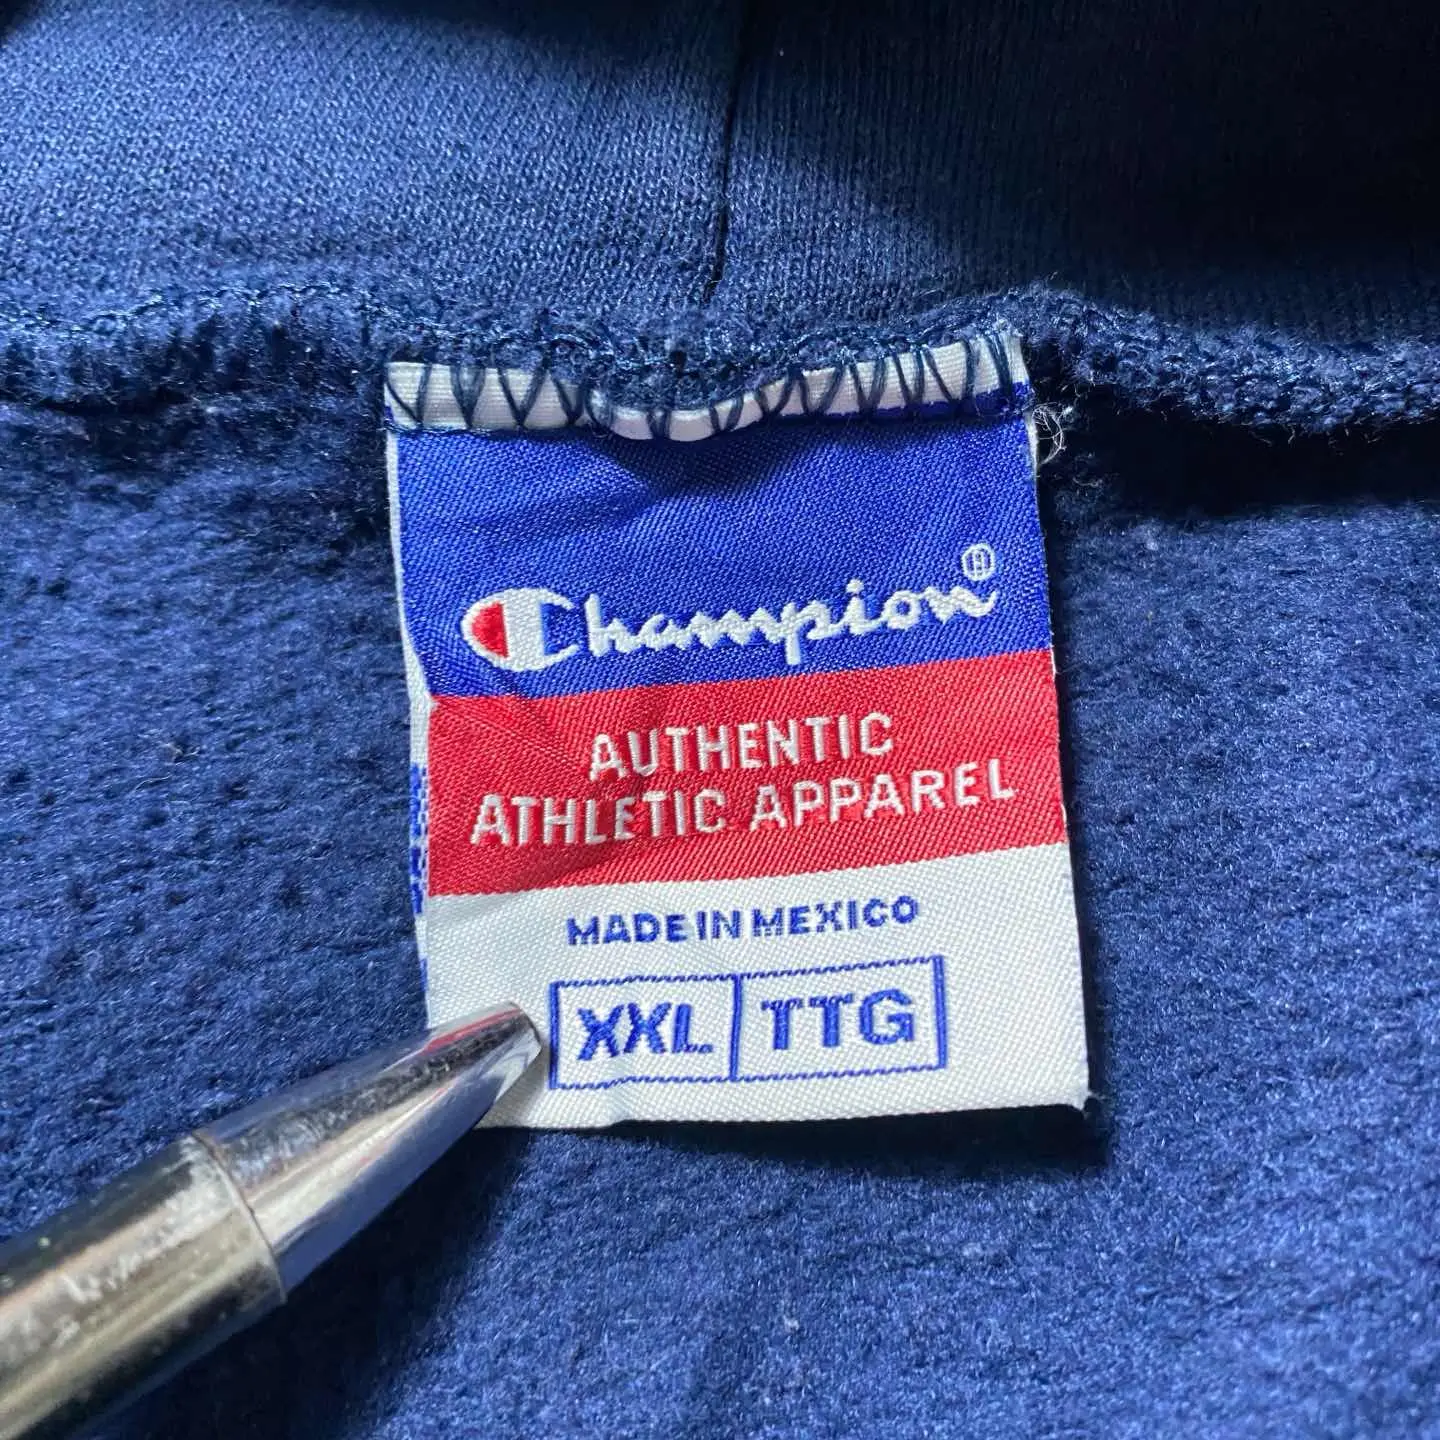 Champion®
AUTHENTIC
ATHLETIC APPAREL
MADE IN MEXICO
XXL TTG